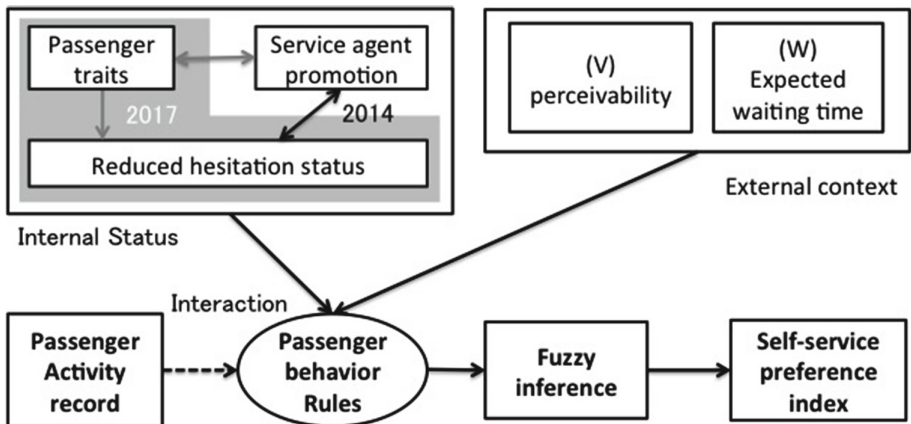 Passenger
traits
Service agent
promotion
2017
2014
Reduced hesitation status
Internal Status
(V)
perceivability
(W)
Expected
waiting time
External context
Interaction
Passenger
Activity
record
Passenger
behavior
Rules
Fuzzy
inference
Self-service
preference
index